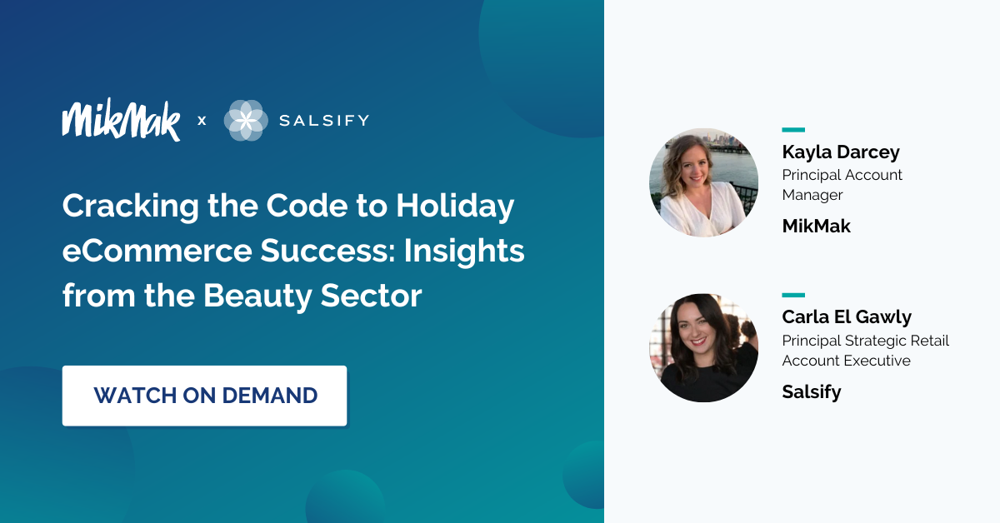 MikMak x SALSIFY
Cracking the Code to Holiday
eCommerce Success: Insights
from the Beauty Sector
WATCH ON DEMAND
Kayla Darcey
Principal Account
Manager
MikMak
Carla El Gawly
Principal Strategic Retail
Account Executive
Salsify